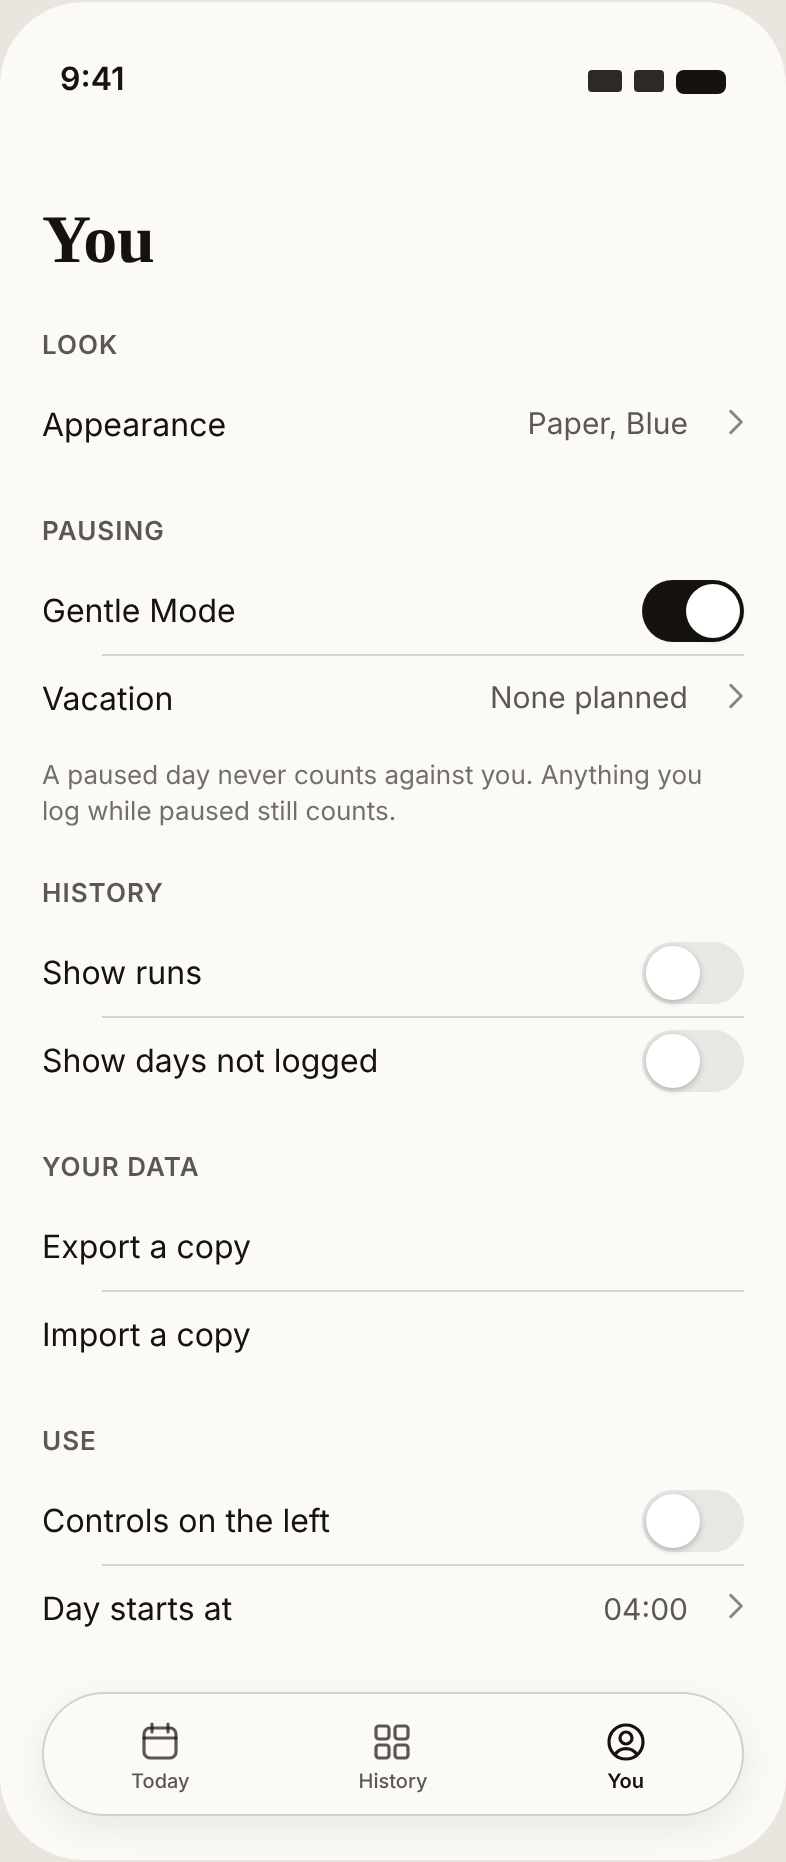 9:41
You
LOOK
Appearance Paper, Blue
PAUSING
Gentle Mode
Vacation None planned
A paused day never counts against you. Anything you
log while paused still counts.
HISTORY
Show runs
Show days not logged
YOUR DATA
Export a copy
Import a copy
USE
Controls on the left
Day starts at 04:00
Today History You